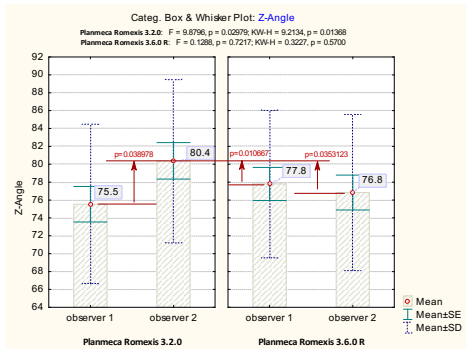 Categ. Box & Whisker Plot: Z-Angle
Planmeca Romexis 3.2.0: F = 9.8796, p = 0.02979; KW-H = 9.2134, p = 0.01368
Planmeca Romexis 3.6.0 R: F = 0.1288, p = 0.7217; KW-H = 0.3227, p = 0.5700
Z-Angle
92
90
88
86
84
82
80
78
76
74
72
70
68
66
64
p=0.038978
p=0.010667
p=0.0353123
75.5
80.4
77.8
76.8
observer 1
observer 2
observer 1
observer 2
Planmeca Romexis 3.2.0
Planmeca Romexis 3.6.0 R
Mean
Mean±SE
Mean±SD